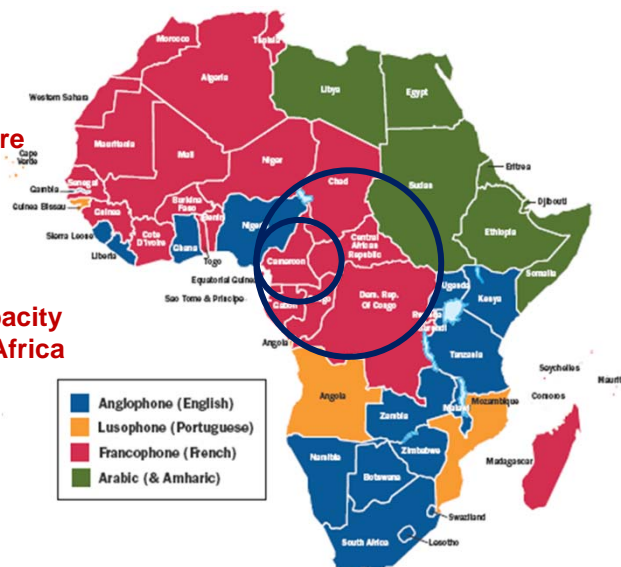 Morocco
Tunisia
Algeria
Libya
Egypt
Western Sahara
re
Cape
Verde
Mauritania
Mali
Niger
Chad
Sudan
Eritrea
Senegal
Gambia
Guinea Bissau
Guinea
Burkina
Faso
Benin
Djibouti
Sierra Leone
Cote
D'Ivoire
Ghana
Central
African
Republic
Ethiopia
Liberia
Togo
Cameroon
Somalia
Equatorial Guinea
Sao Tome & Principe
Uganda
Kenya
Dem. Rep.
Of Congo
pacity
Africa
Angola
Tanzania
Seychelles
Comoros
Angola
Zambia
Malawi
Mozambique
Zimbabwe
Madagascar
Namibia
Botswana
Swaziland
South Africa
Lesotho
Anglophone (English)
Lusophone (Portuguese)
Francophone (French)
Arabic (& Amharic)